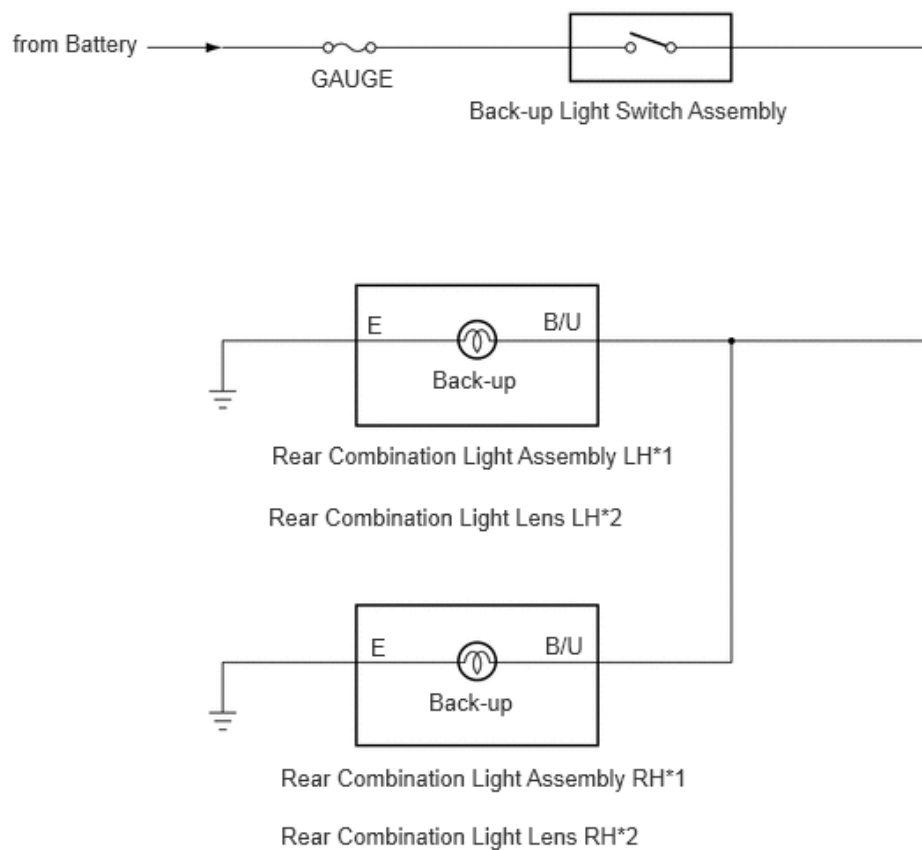 from Battery
GAUGE
Back-up Light Switch Assembly
E
B/U
Back-up
Rear Combination Light Assembly LH*1
Rear Combination Light Lens LH*2
E
B/U
Back-up
Rear Combination Light Assembly RH*1
Rear Combination Light Lens RH*2